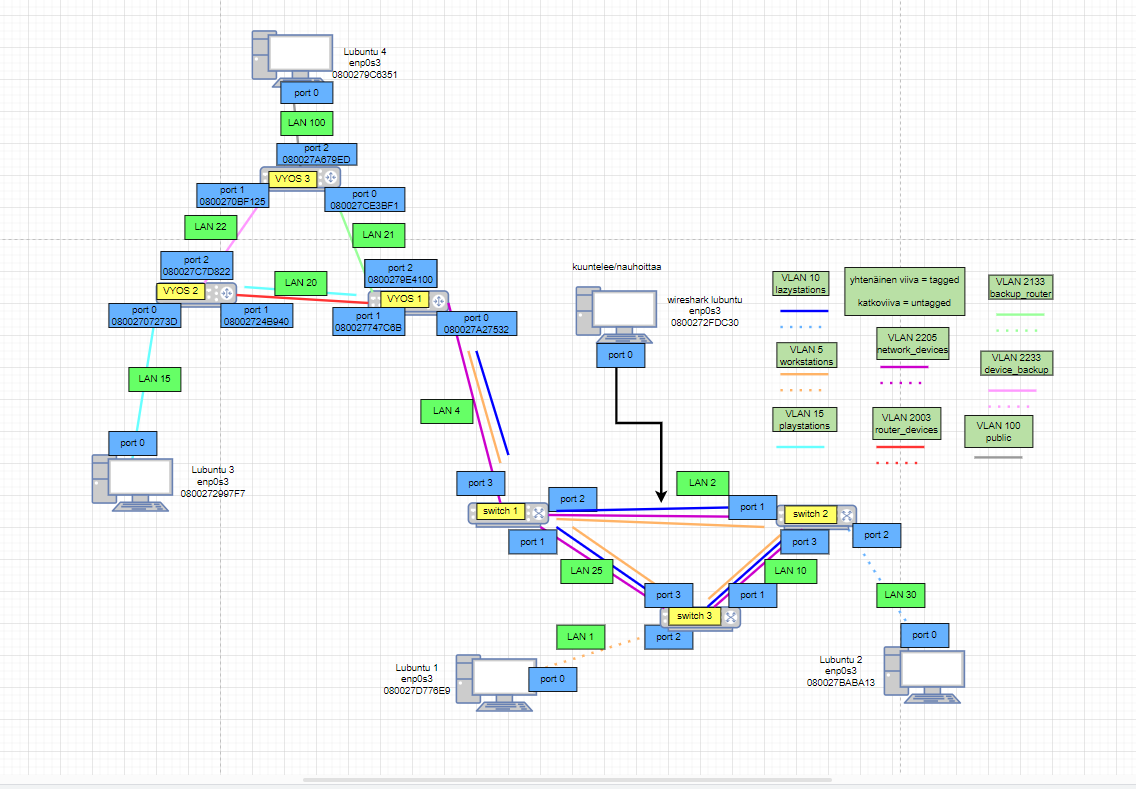 Lubuntu 4
enp0s3
0800279C6351
port 0
LAN 100
port 2
080027A679ED
VYOS 3
port 1
0800270BF125
port 0
080027CE3BF1
LAN 22
LAN 21
port 2
080027C7D822
port 2
0800279E4100
LAN 20
VYOS 2
VYOS 1
port 0
08002707273D
port 1
08002724B940
port 1
080027747C6B
port 0
080027A27532
LAN 15
LAN 4
port 0
Lubuntu 3
enp0s3
0800272997F7
kuuntelee/nauhoittaa
wireshark lubuntu
enp0s3
0800272FDC30
port 0
VLAN 10
lazystations
yhtenäinen viiva = tagged
katkoviiva = untagged
VLAN 2133
backup_router
VLAN 5
workstations
VLAN 2205
network_devices
VLAN 2233
device_backup
VLAN 15
playstations
VLAN 2003
router_devices
VLAN 100
public
port 3
port 2
LAN 2
port 1
switch 1
switch 2
port 1
port 3
port 2
LAN 25
LAN 10
port 3
port 1
LAN 30
switch 3
LAN 1
port 2
port 0
Lubuntu 1
enp0s3
080027D776E9
port 0
Lubuntu 2
enp0s3
080027BABA13